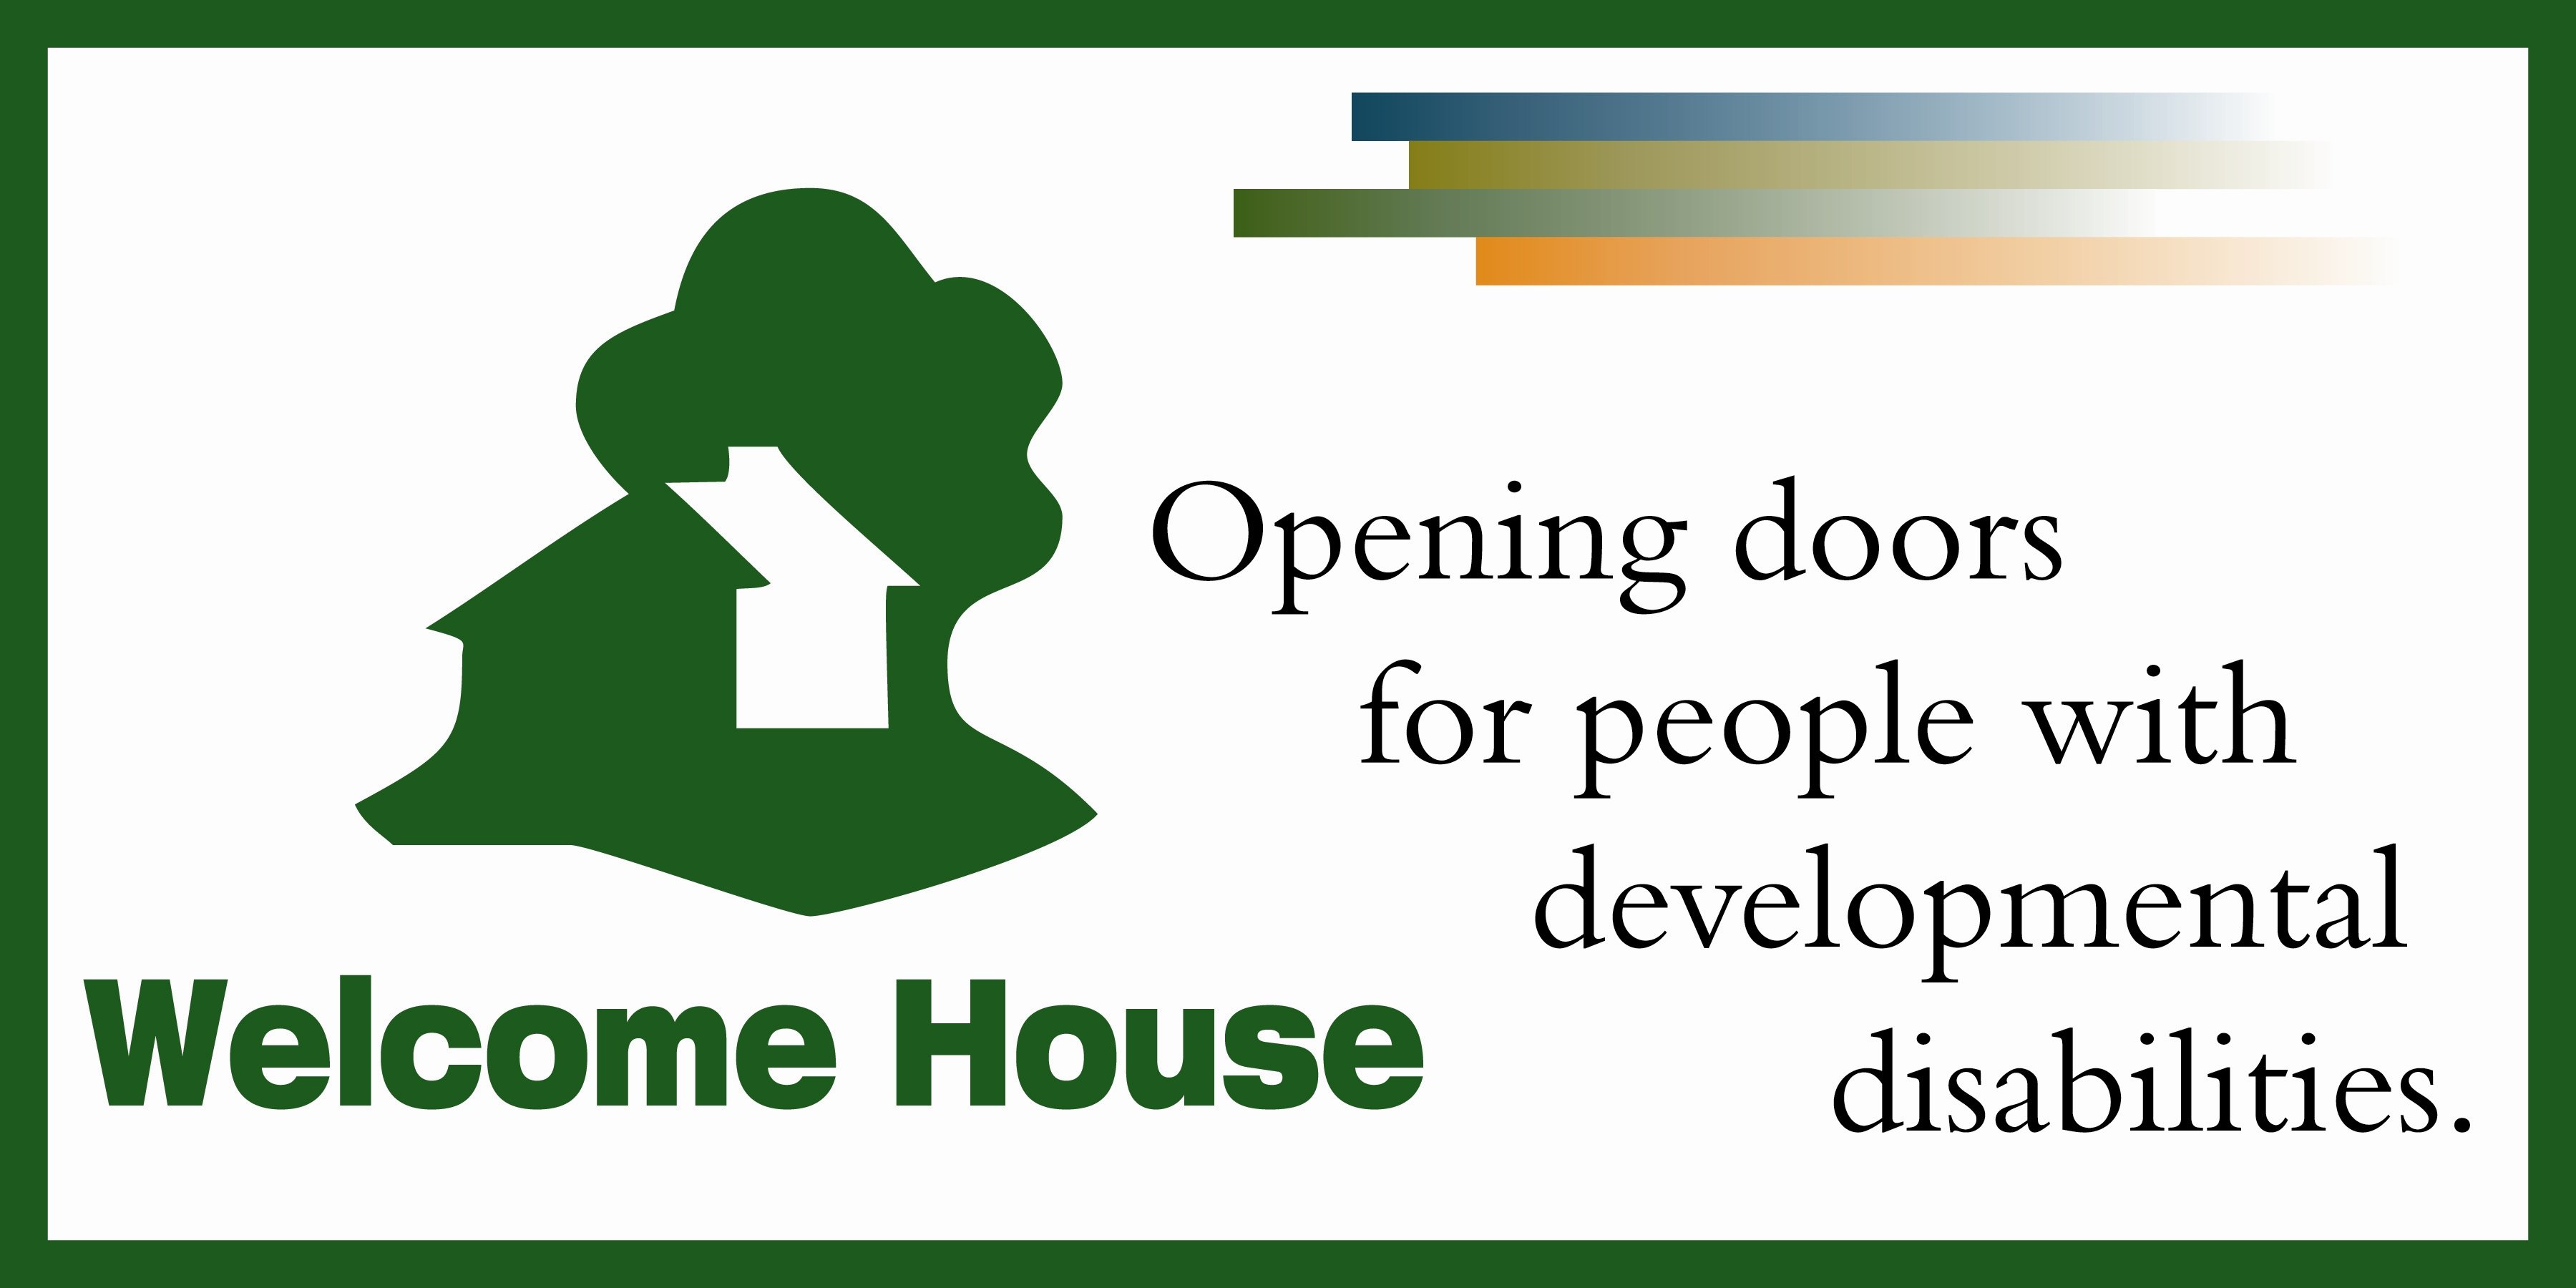 Opening doors
for people with
developmental
disabilities.
Welcome House